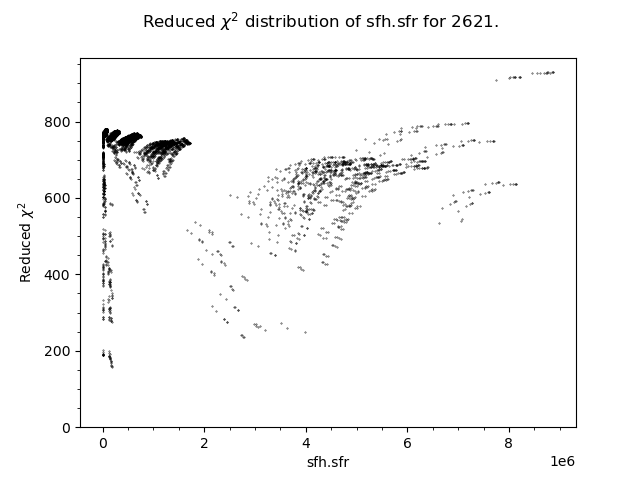 Reduced χ² distribution of sfh.sfr for 2621.
800
600
400
200
0
Reduced χ²
0 2 4 6 8
1e6
sfh.sfr